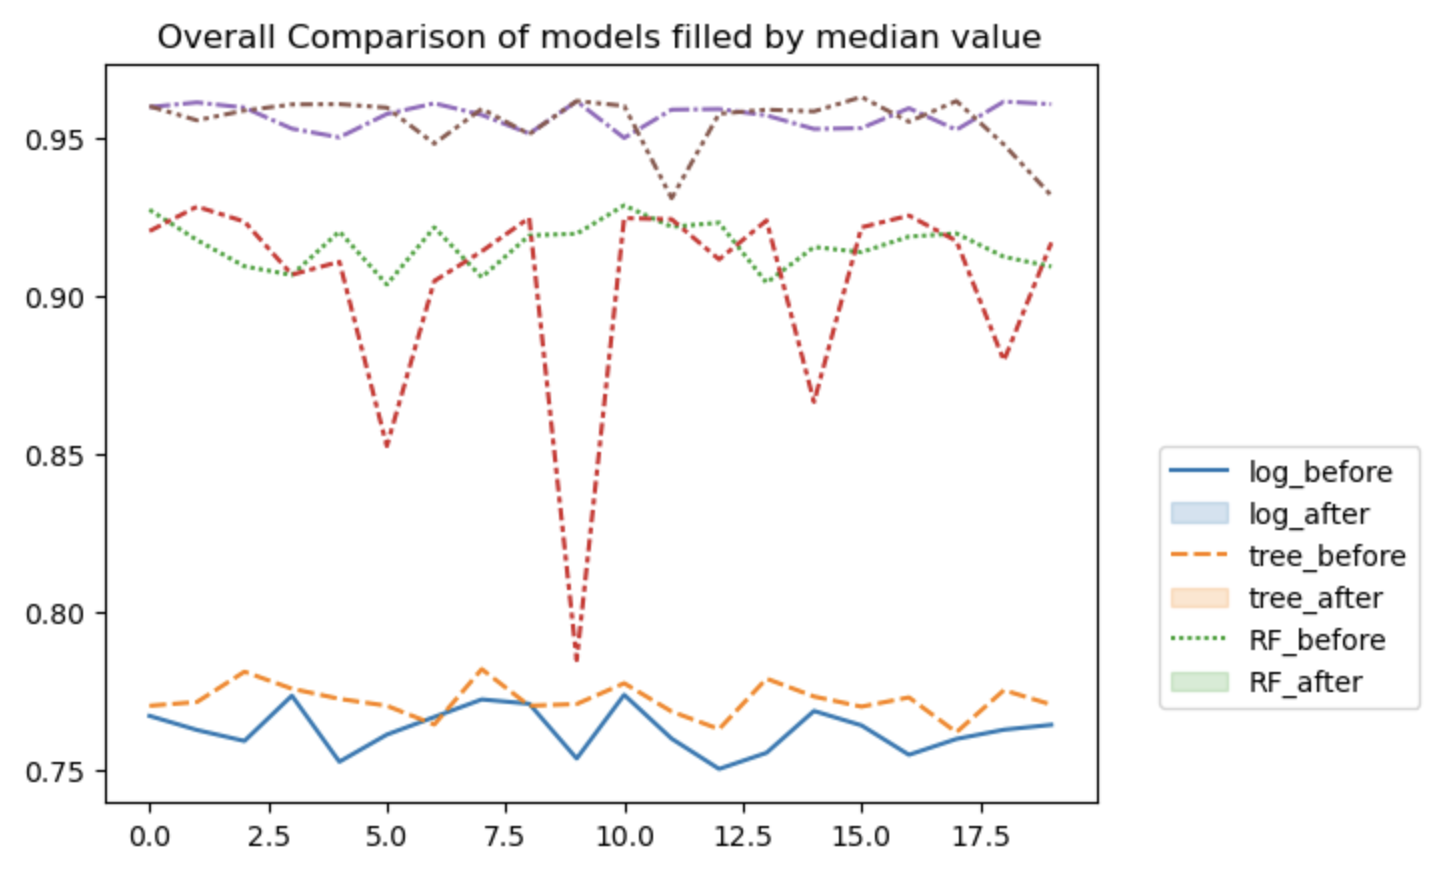 Overall Comparison of models filled by median value
0.95
0.90
0.85
0.80
0.75
0.0 2.5 5.0 7.5 10.0 12.5 15.0 17.5
log_before
log_after
tree_before
tree_after
RF_before
RF_after